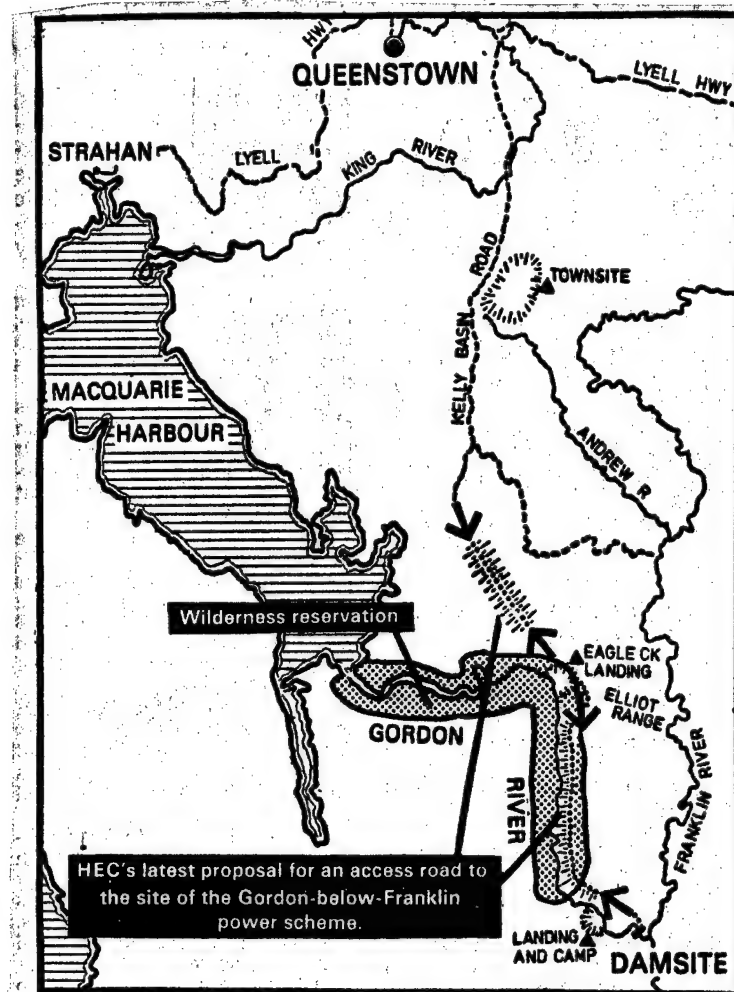 HWY
QUEENSTOWN
LYELL HWY
STRAHAN
LYELL
KING RIVER
KELLY BASIN ROAD
TOWNSITE
MACQUARIE
HARBOUR
ANDREW R
Wilderness reservation
EAGLE CK
LANDING
ELLIOT
RANGE
GORDON
RIVER
FRANKLIN RIVER
HEC's latest proposal for an access road to
the site of the Gordon-below-Franklin
power scheme.
LANDING
AND CAMP
DAMSITE